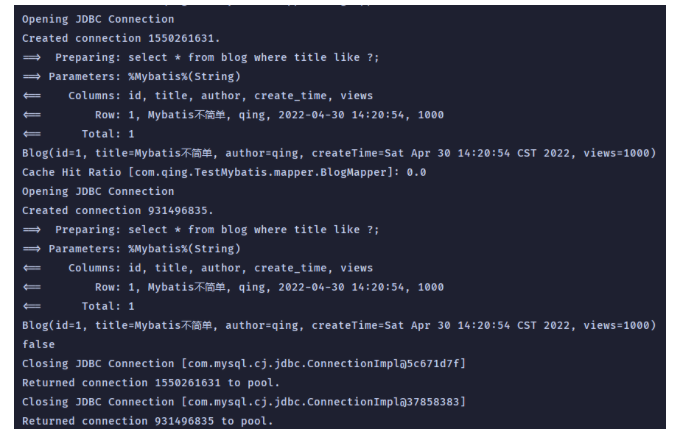 Opening JDBC Connection
Created connection 1550261631.
==>  Preparing: select * from blog where title like ?;
==> Parameters: %Mybatis%(String)
<==    Columns: id, title, author, create_time, views
<==        Row: 1, Mybatis不简单, qing, 2022-04-30 14:20:54, 1000
<==      Total: 1
Blog(id=1, title=Mybatis不简单, author=qing, createTime=Sat Apr 30 14:20:54 CST 2022, views=1000)
Cache Hit Ratio [com.qing.TestMybatis.mapper.BlogMapper]: 0.0
Opening JDBC Connection
Created connection 931496835.
==>  Preparing: select * from blog where title like ?;
==> Parameters: %Mybatis%(String)
<==    Columns: id, title, author, create_time, views
<==        Row: 1, Mybatis不简单, qing, 2022-04-30 14:20:54, 1000
<==      Total: 1
Blog(id=1, title=Mybatis不简单, author=qing, createTime=Sat Apr 30 14:20:54 CST 2022, views=1000)
false
Closing JDBC Connection [com.mysql.cj.jdbc.ConnectionImpl@5c671d7f]
Returned connection 1550261631 to pool.
Closing JDBC Connection [com.mysql.cj.jdbc.ConnectionImpl@37858383]
Returned connection 931496835 to pool.